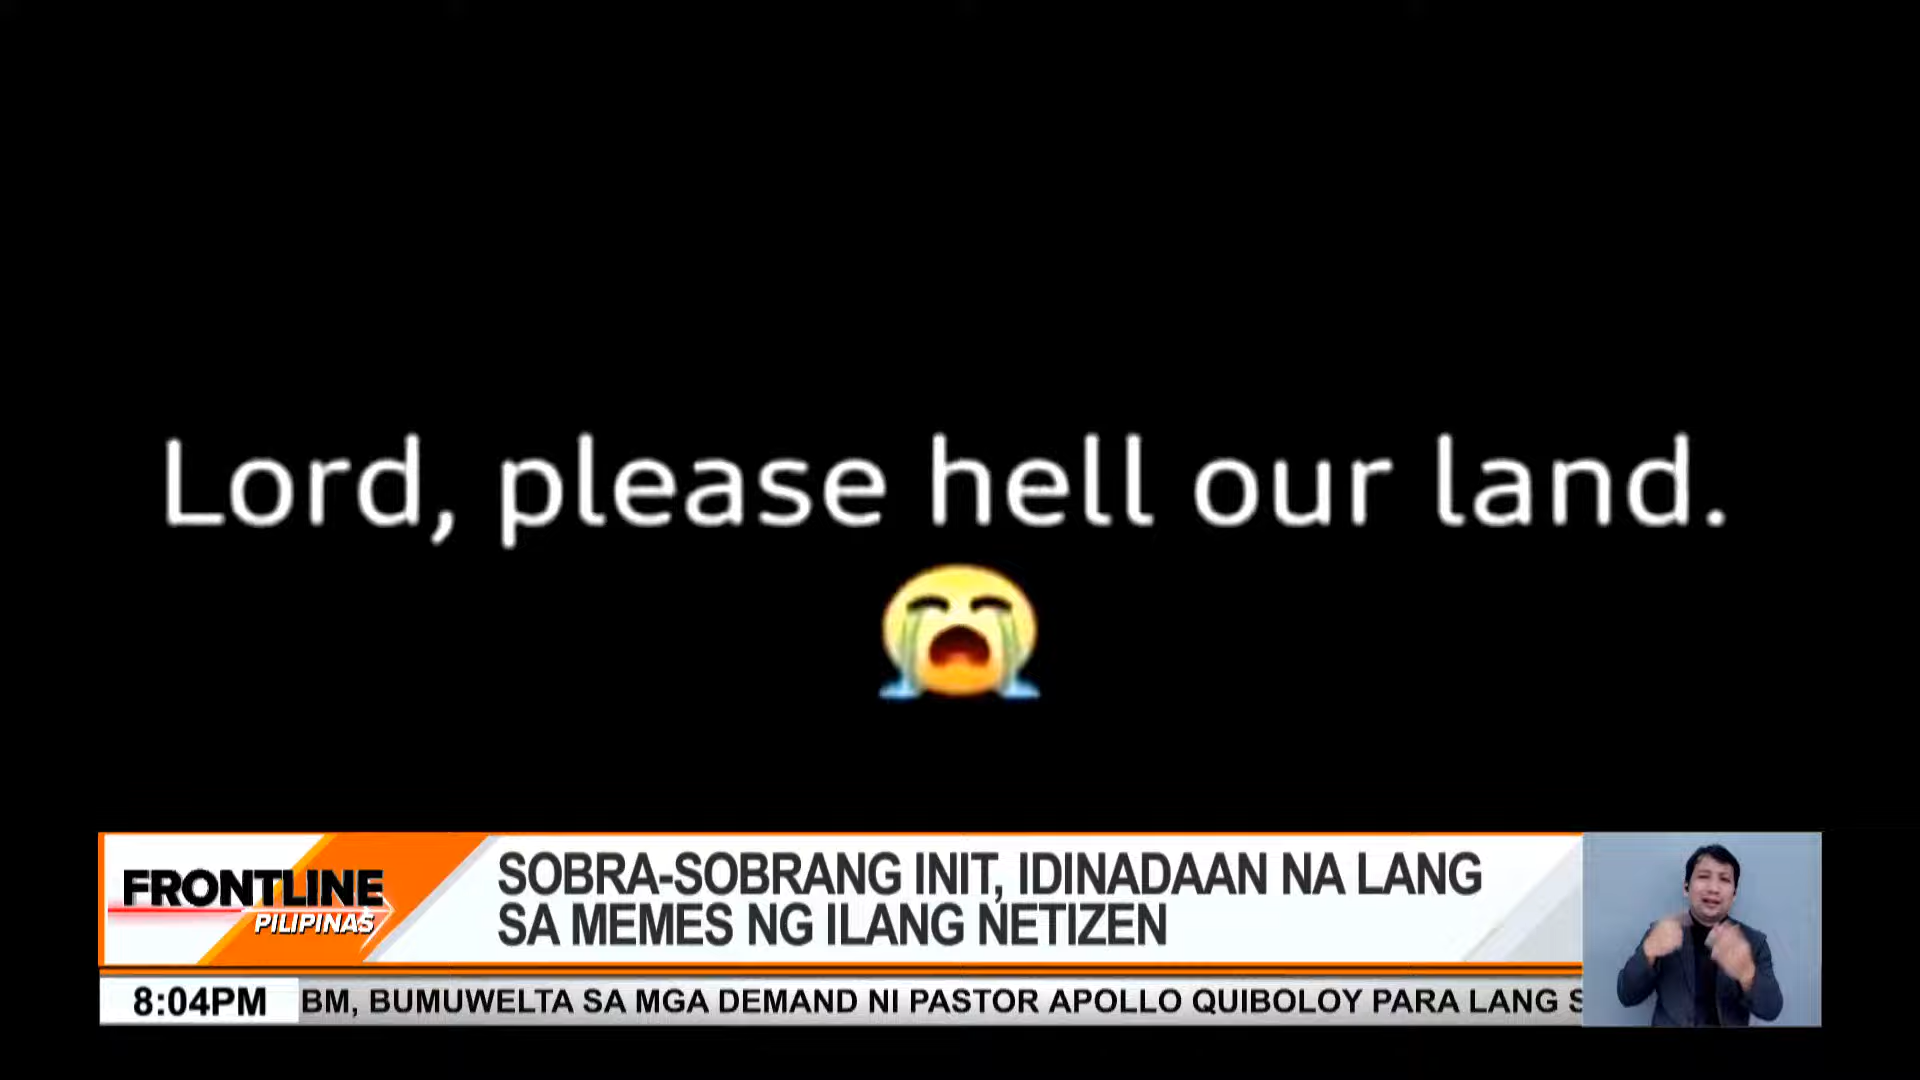 Lord, please hell our land.
FRONTLINE
PILIPINAS
SOBRA-SOBRANG INIT, IDINADAAN NA LANG
SA MEMES NG ILANG NETIZEN
8:04PM
BM, BUMUWELTA SA MGA DEMAND NI PASTOR APOLLO QUIBOLOY PARA LANG S